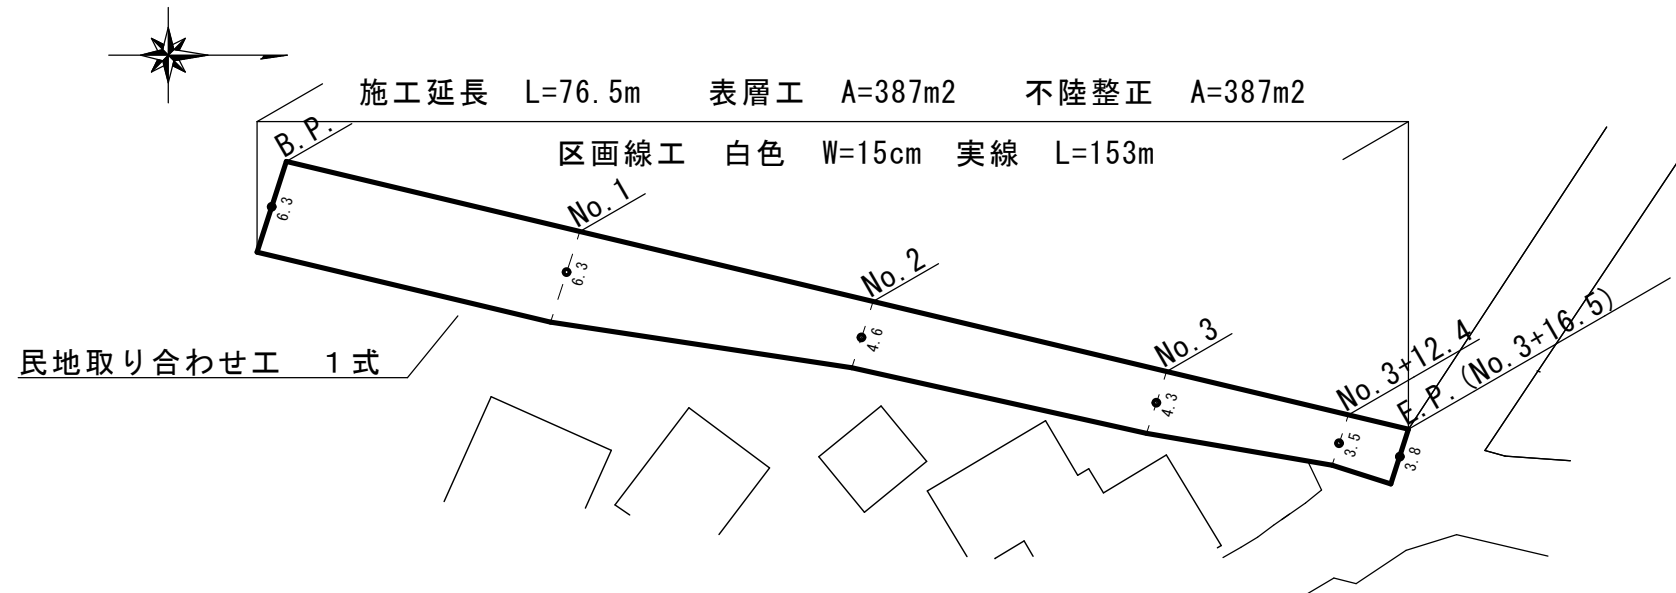 施工延長 L=76.5m 表層工 A=387m2 不陸整正 A=387m2
区画線工 白色 W=15cm 実線 L=153m
B.P.
No.1
No.2
No.3
No.3+12.4
E.P.(No.3+16.5)
6.3
6.3
4.6
4.3
3.5
3.8
民地取り合わせ工 1式